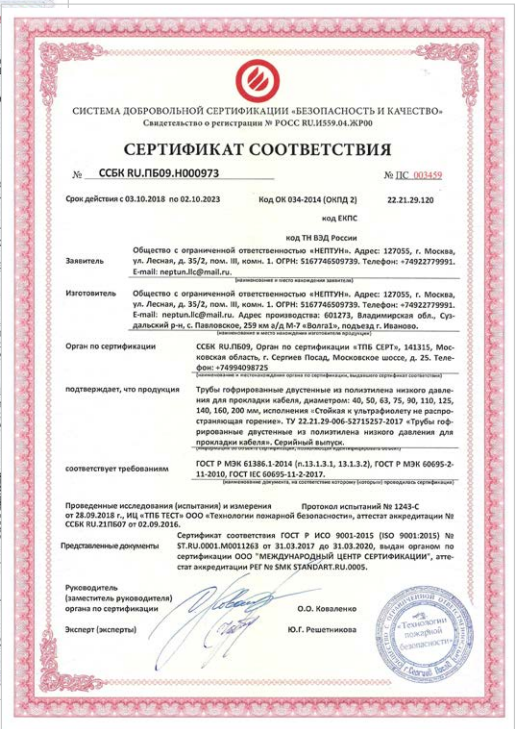 СИСТЕМА ДОБРОВОЛЬНОЙ СЕРТИФИКАЦИИ «БЕЗОПАСНОСТЬ И КАЧЕСТВО»
Свидетельство о регистрации № РОСС RU.И559.04.ЖР00
СЕРТИФИКАТ СООТВЕТСТВИЯ
№ ССБК RU.ПБ09.Н000973 № ПС 003459
Срок действия с 03.10.2018 по 02.10.2023 Код ОК 034-2014 (ОКПД 2) 22.21.29.120
код ЕКПС
код ТН ВЭД России
Заявитель Общество с ограниченной ответственностью «НЕПТУН». Адрес: 127055, г. Москва,
ул. Лесная, д. 35/2, пом. III, комн. 1. ОГРН: 5167746509739. Телефон: +74922779991.
E-mail: neptun.llc@mail.ru.
(наименование и место нахождения заявителя)
Изготовитель Общество с ограниченной ответственностью «НЕПТУН». Адрес: 127055, г. Москва,
ул. Лесная, д. 35/2, пом. III, комн. 1. ОГРН: 5167746509739. Телефон: +74922779991.
E-mail: neptun.llc@mail.ru. Адрес производства: 601273, Владимирская обл., Суз-
дальский р-н, с. Павловское, 259 км а/д М-7 «Волга1», подъезд г. Иваново.
(наименование и место нахождения изготовителя продукции)
Орган по сертификации ССБК RU.ПБ09, Орган по сертификации «ТПБ СЕРТ», 141315, Мос-
ковская область, г. Сергиев Посад, Московское шоссе, д. 25. Теле-
фон: +74994098725
(наименование и местонахождение органа по сертификации, выдавшего сертификат соответствия)
подтверждает, что продукция Трубы гофрированные двустенные из полиэтилена низкого давле-
ния для прокладки кабеля, диаметром: 40, 50, 63, 75, 90, 110, 125,
140, 160, 200 мм, исполнения «Стойкая к ультрафиолету не распро-
страняющая горение». ТУ 22.21.29-006-52715257-2017 «Трубы гоф-
рированные двустенные из полиэтилена низкого давления для
прокладки кабеля». Серийный выпуск.
соответствует требованиям ГОСТ Р МЭК 61386.1-2014 (п.13.1.3.1, 13.1.3.2), ГОСТ Р МЭК 60695-2-
11-2010, ГОСТ IEC 60695-11-2-2017.
(наименование документа, на соответствие которому (которым) проводилась сертификация)
Проведенные исследования (испытания) и измерения Протокол испытаний № 1243-С
от 28.09.2018 г., ИЦ «ТПБ ТЕСТ» ООО «Технологии пожарной безопасности», аттестат аккредитации №
ССБК RU.21ПБ07 от 02.09.2016.
Представленные документы Сертификат соответствия ГОСТ Р ИСО 9001-2015 (ISO 9001:2015) №
ST.RU.0001.M0011263 от 31.03.2017 до 31.03.2020, выдан органом по
сертификации ООО "МЕЖДУНАРОДНЫЙ ЦЕНТР СЕРТИФИКАЦИИ", атте-
стат аккредитации РЕГ № SMK STANDART.RU.0005.
Руководитель
(заместитель руководителя)
органа по сертификации О.О. Коваленко
Эксперт (эксперты) Ю.Г. Решетникова
«Технологии
пожарной
безопасности»
г.Сергиев Посад